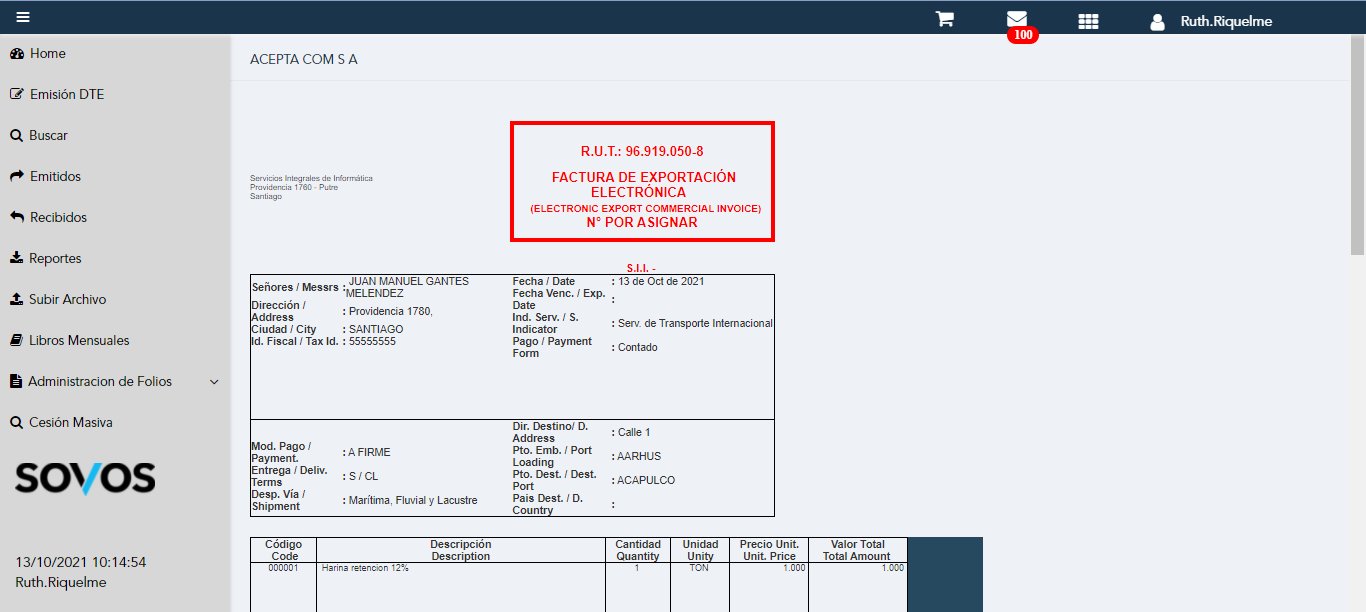 Ruth.Riquelme
100
Home
Emisión DTE
Buscar
Emitidos
Recibidos
Reportes
Subir Archivo
Libros Mensuales
Administracion de Folios
Cesión Masiva
SOVOS
13/10/2021 10:14:54
Ruth.Riquelme
ACEPTA COM S A
Servicios Integrales de Informática
Providencia 1760 - Putre
Santiago
R.U.T.: 96.919.050-8
FACTURA DE EXPORTACIÓN
ELECTRÓNICA
(ELECTRONIC EXPORT COMMERCIAL INVOICE)
N° POR ASIGNAR
S.I.I. -
Señores / Messrs : JUAN MANUEL GANTES
MELENDEZ
Dirección /
Address : Providencia 1780,
Ciudad / City : SANTIAGO
Id. Fiscal / Tax Id. : 55555555
Fecha / Date : 13 de Oct de 2021
Fecha Venc. / Exp.
Date :
Ind. Serv. / S.
Indicator : Serv. de Transporte Internacional
Pago / Payment
Form : Contado
Mod. Pago /
Payment. : A FIRME
Entrega / Deliv.
Terms : S / CL
Desp. Vía /
Shipment : Marítima, Fluvial y Lacustre
Dir. Destino/ D.
Address : Calle 1
Pto. Emb. / Port
Loading : AARHUS
Pto. Dest. / Dest.
Port : ACAPULCO
Pais Dest. / D.
Country :
Código Descripción Cantidad Unidad Precio Unit. Valor Total
Code Description Quantity Unity Unit. Price Total Amount
000001 Harina retencion 12% 1 TON 1.000 1.000